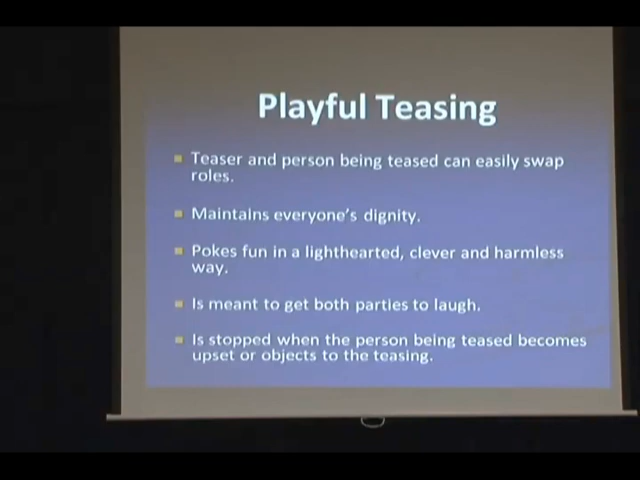 Playful Teasing
Teaser and person being teased can easily swap
roles.
Maintains everyone's dignity.
Pokes fun in a lighthearted, clever and harmless
way.
Is meant to get both parties to laugh.
Is stopped when the person being teased becomes
upset or objects to the teasing.